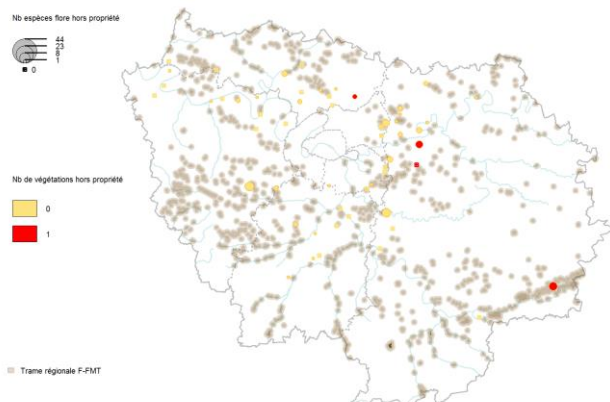 Nb espèces flore hors propriété
44
23
8
1
0
Nb de végétations hors propriété
0
1
Trame régionale F-FMT